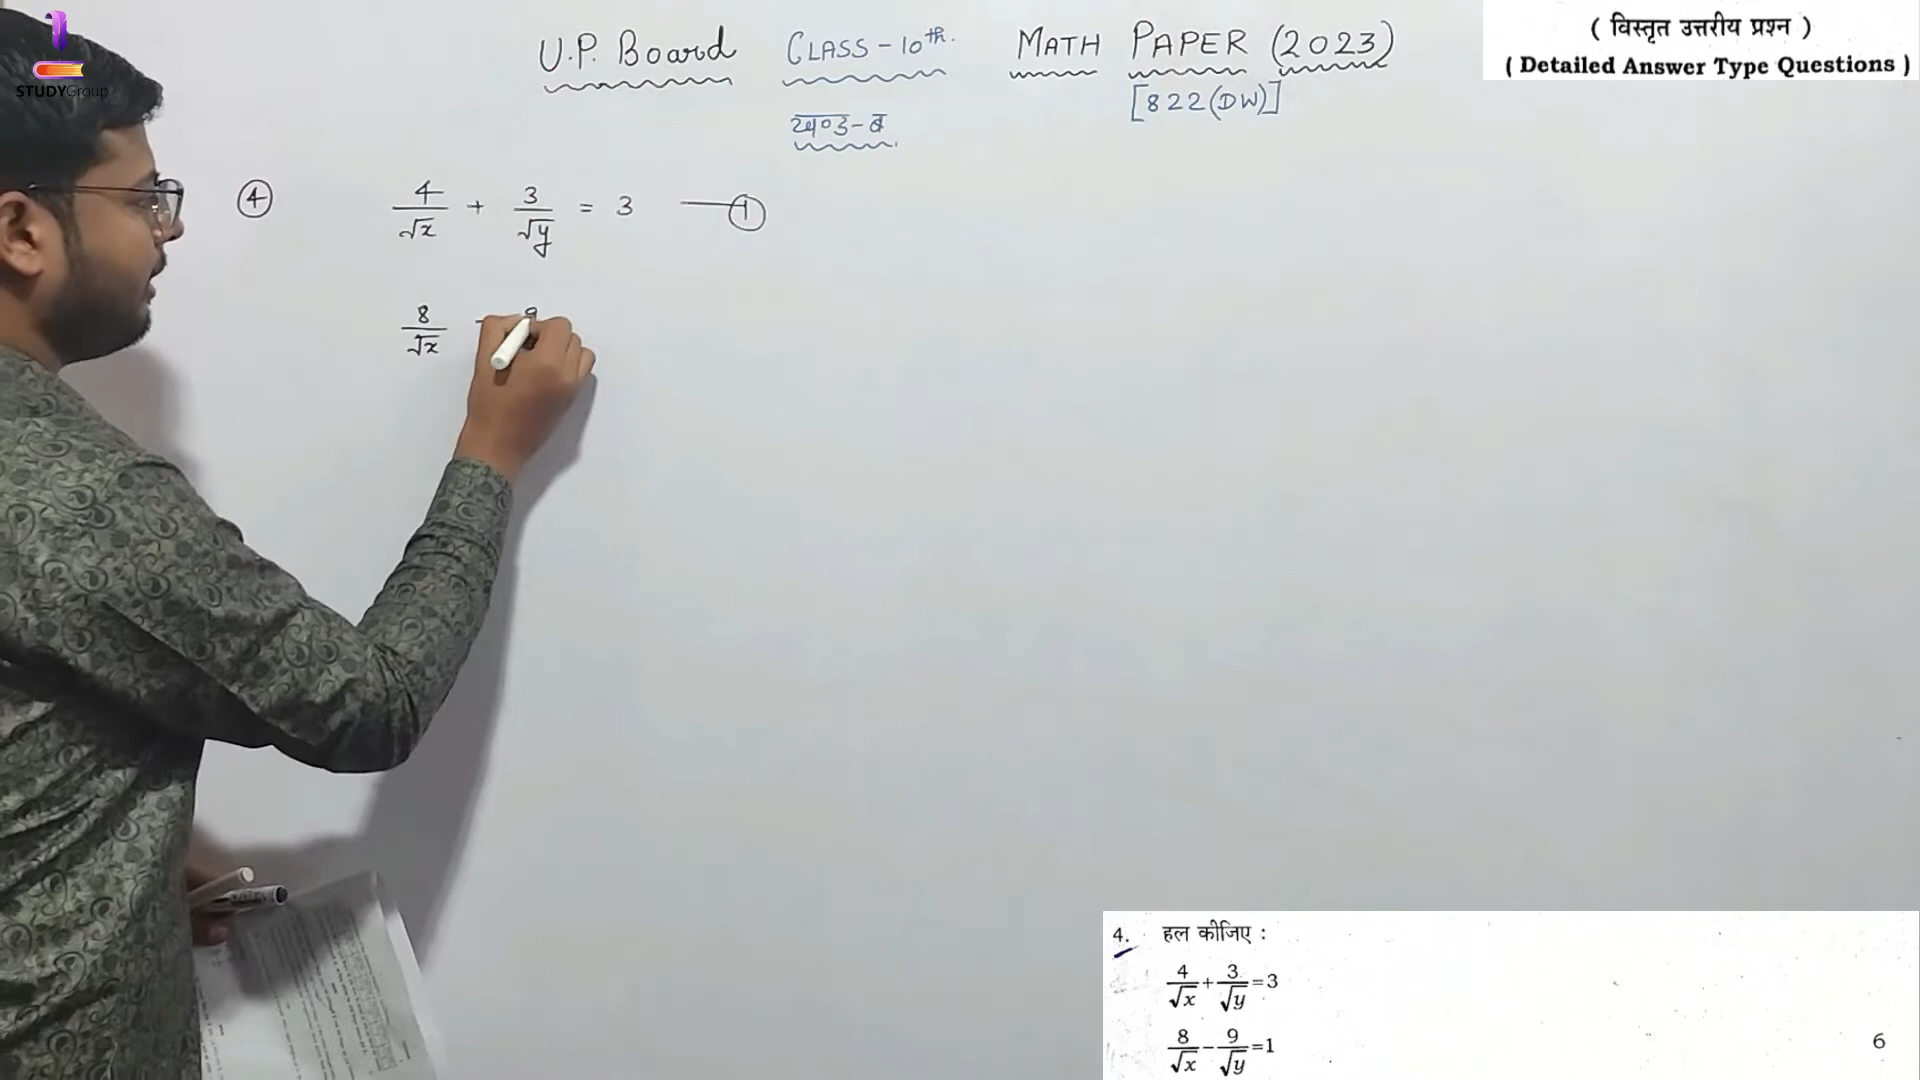 STUDYGroup
U.P. Board CLASS - 10th. MATH PAPER (2023)
[822(DW)]
खण्ड-ब
( विस्तृत उत्तरीय प्रश्न )
( Detailed Answer Type Questions )
④ 4/√x + 3/√y = 3 — ①
8/√x - 9
4. हल कीजिए :
4/√x + 3/√y = 3
8/√x - 9/√y = 1
6